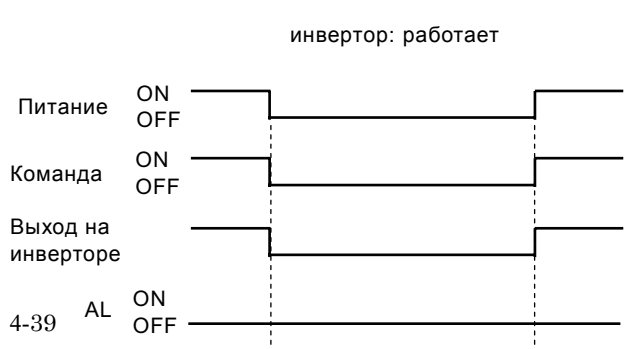 инвертор: работает
Питание
ON
OFF
Команда
ON
OFF
Выход на
инверторе
4-39
AL
ON
OFF